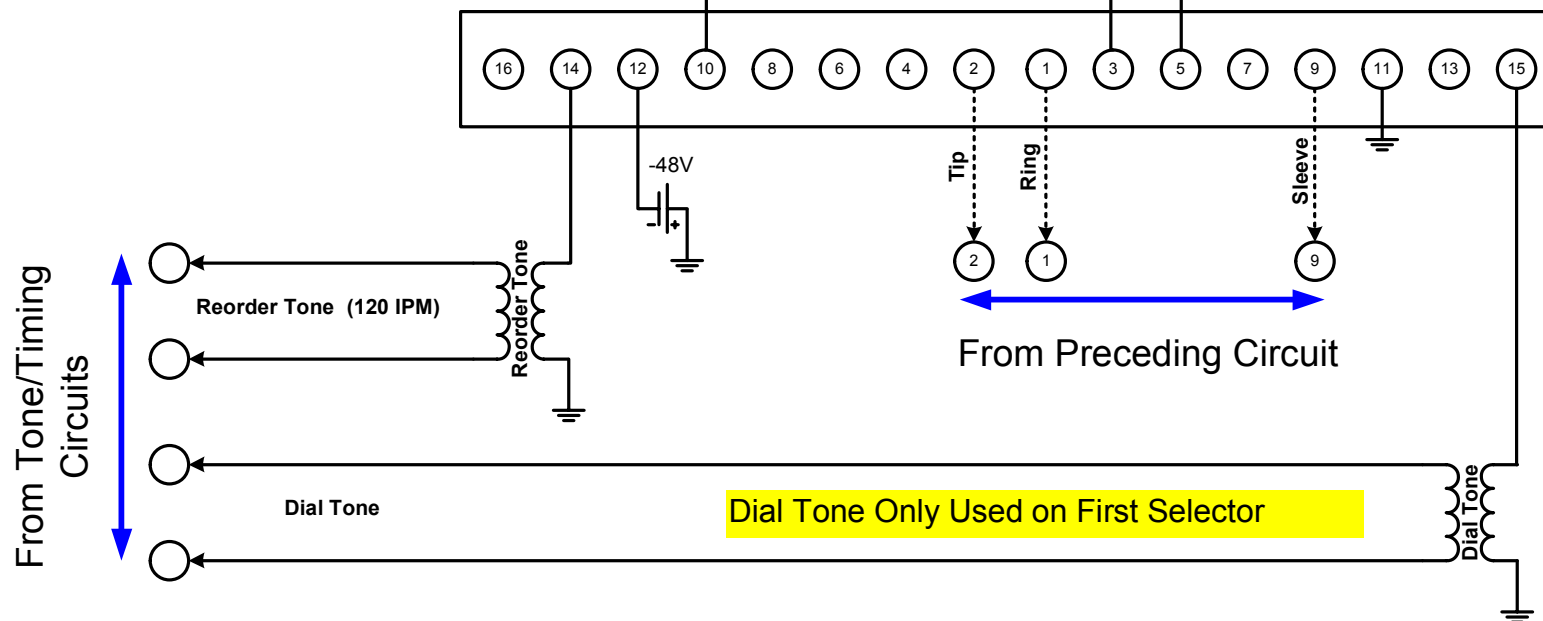 16 14 12 10 8 6 4 2 1 3 5 7 9 11 13 15
-48V
- +
Tip
Ring
Sleeve
2 1 9
From Preceding Circuit
From Tone/Timing
Circuits
Reorder Tone (120 IPM)
Reorder Tone
Dial Tone
Dial Tone Only Used on First Selector
Dial Tone